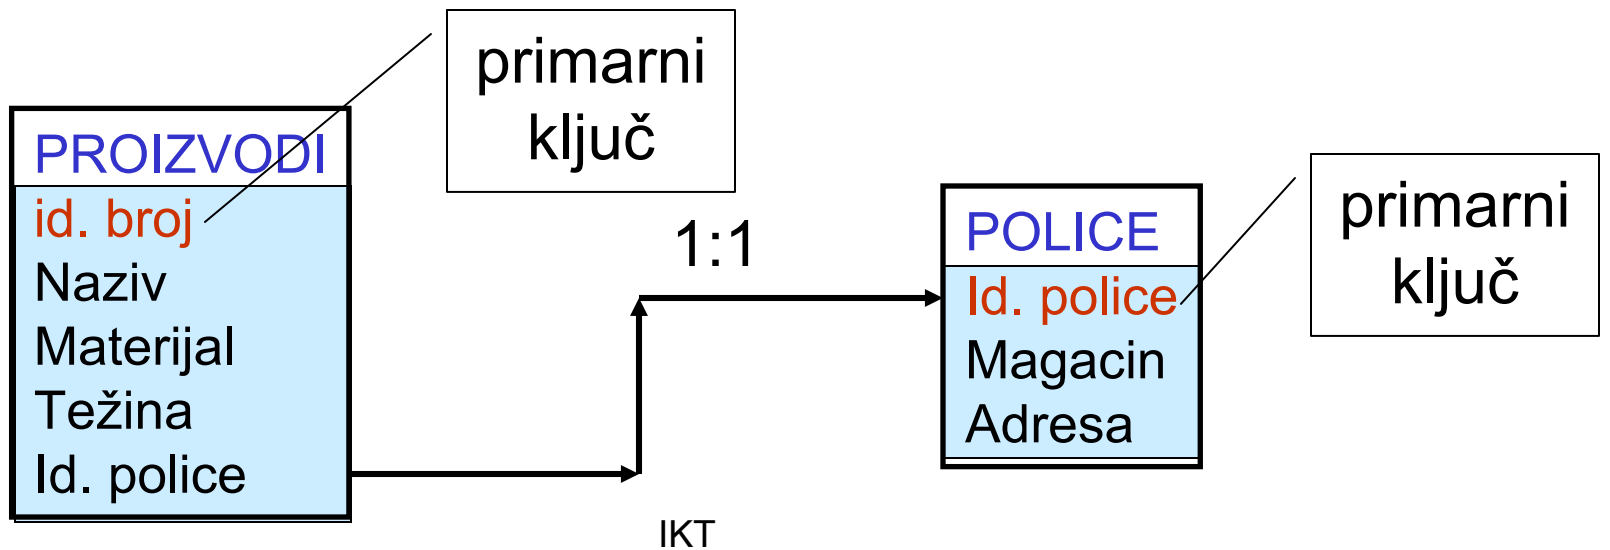 primarni
ključ
PROIZVODI
id. broj
Naziv
Materijal
Težina
Id. police
1:1
POLICE
Id. police
Magacin
Adresa
primarni
ključ
IKT